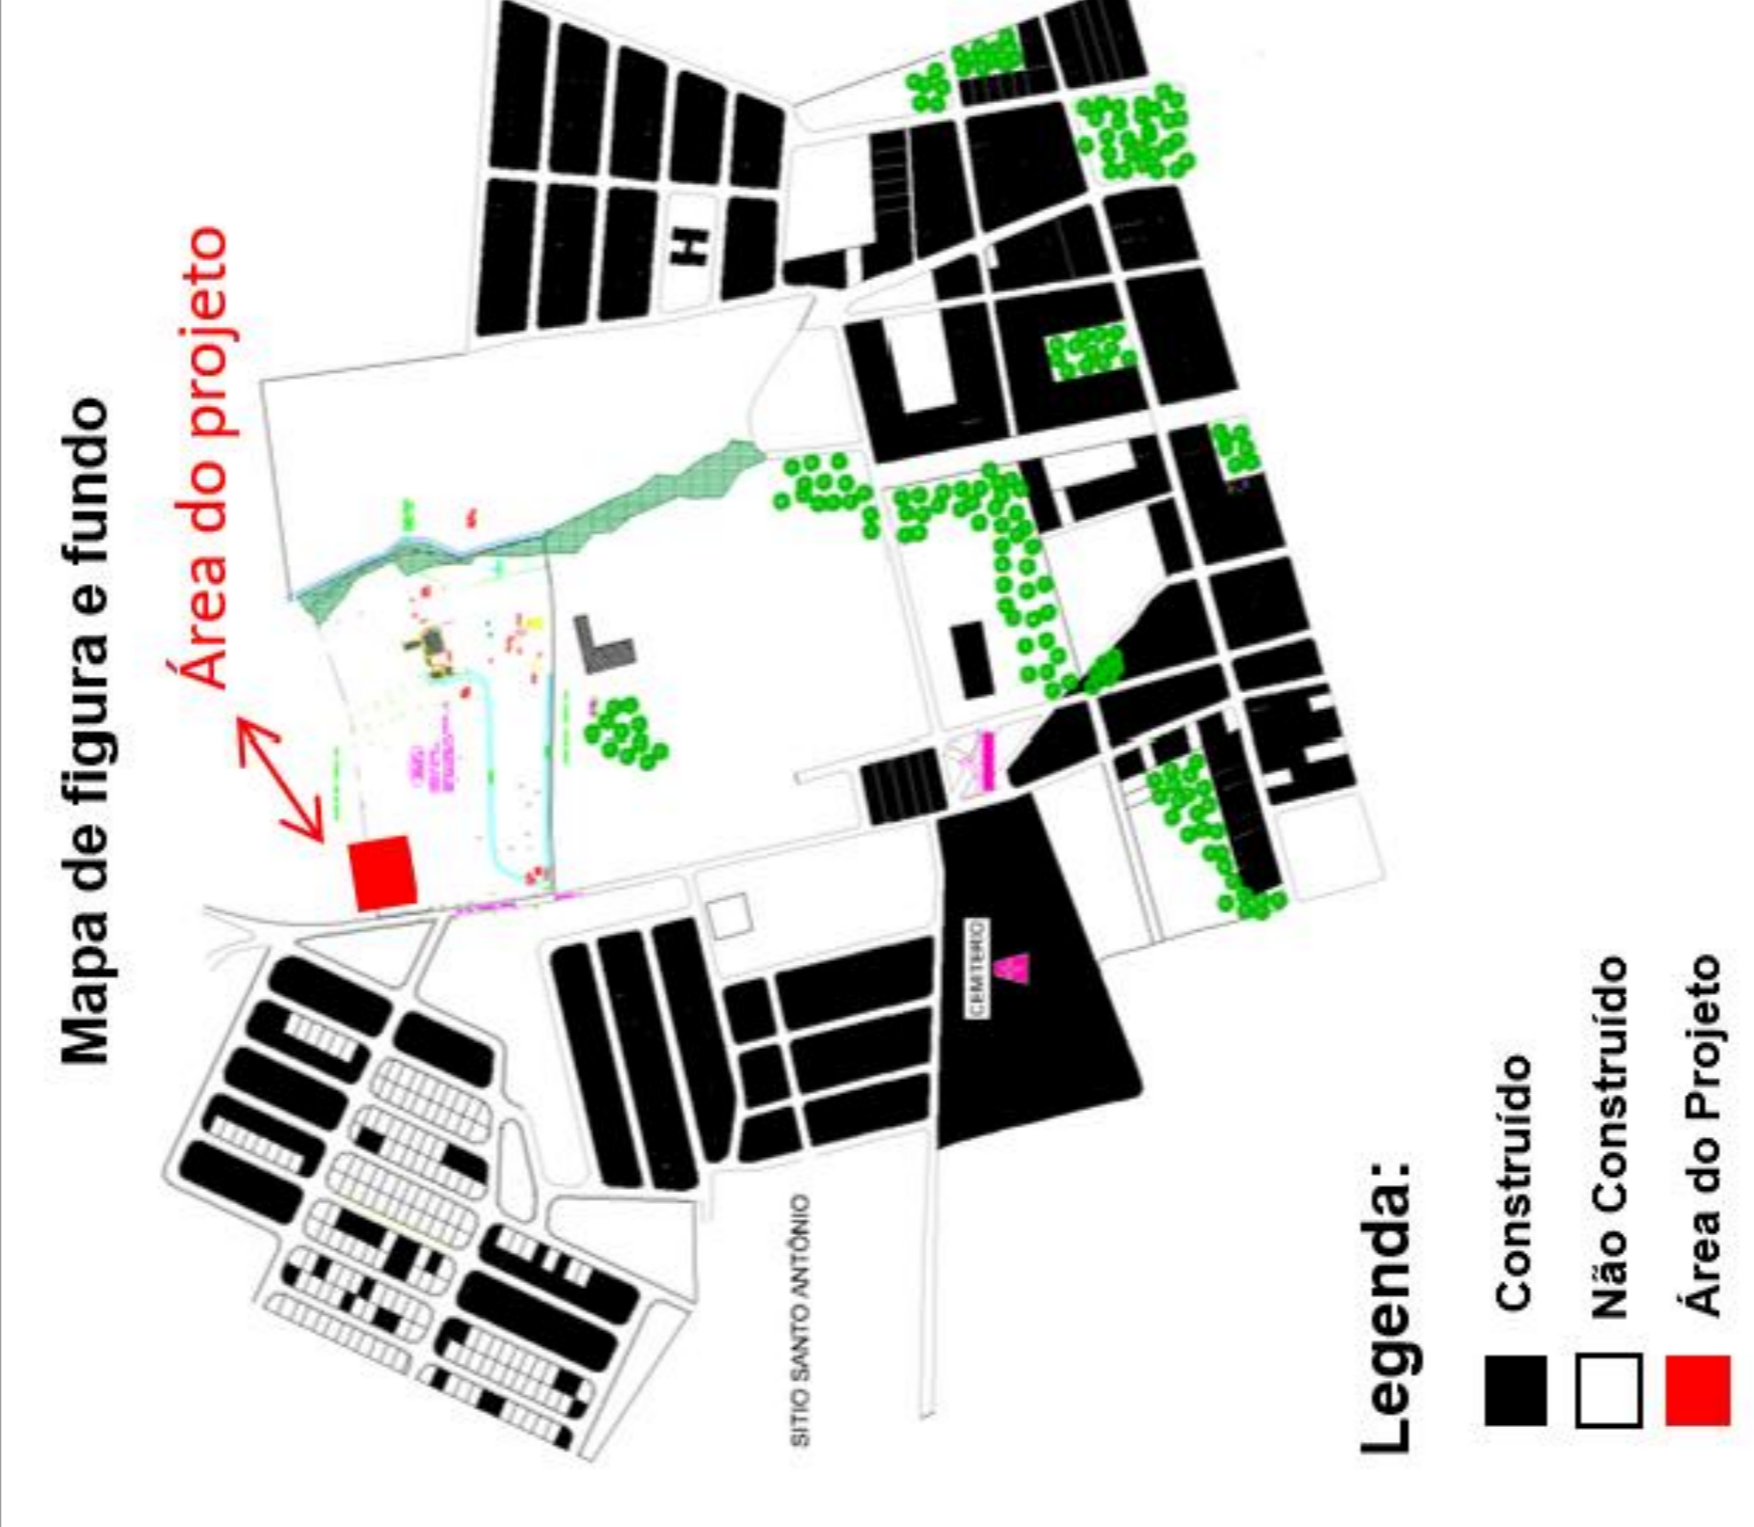 Mapa de figura e fundo
Área do projeto
H
CEMITERIO
SITIO SANTO ANTÔNIO
Legenda:
Construído
Não Construído
Área do Projeto